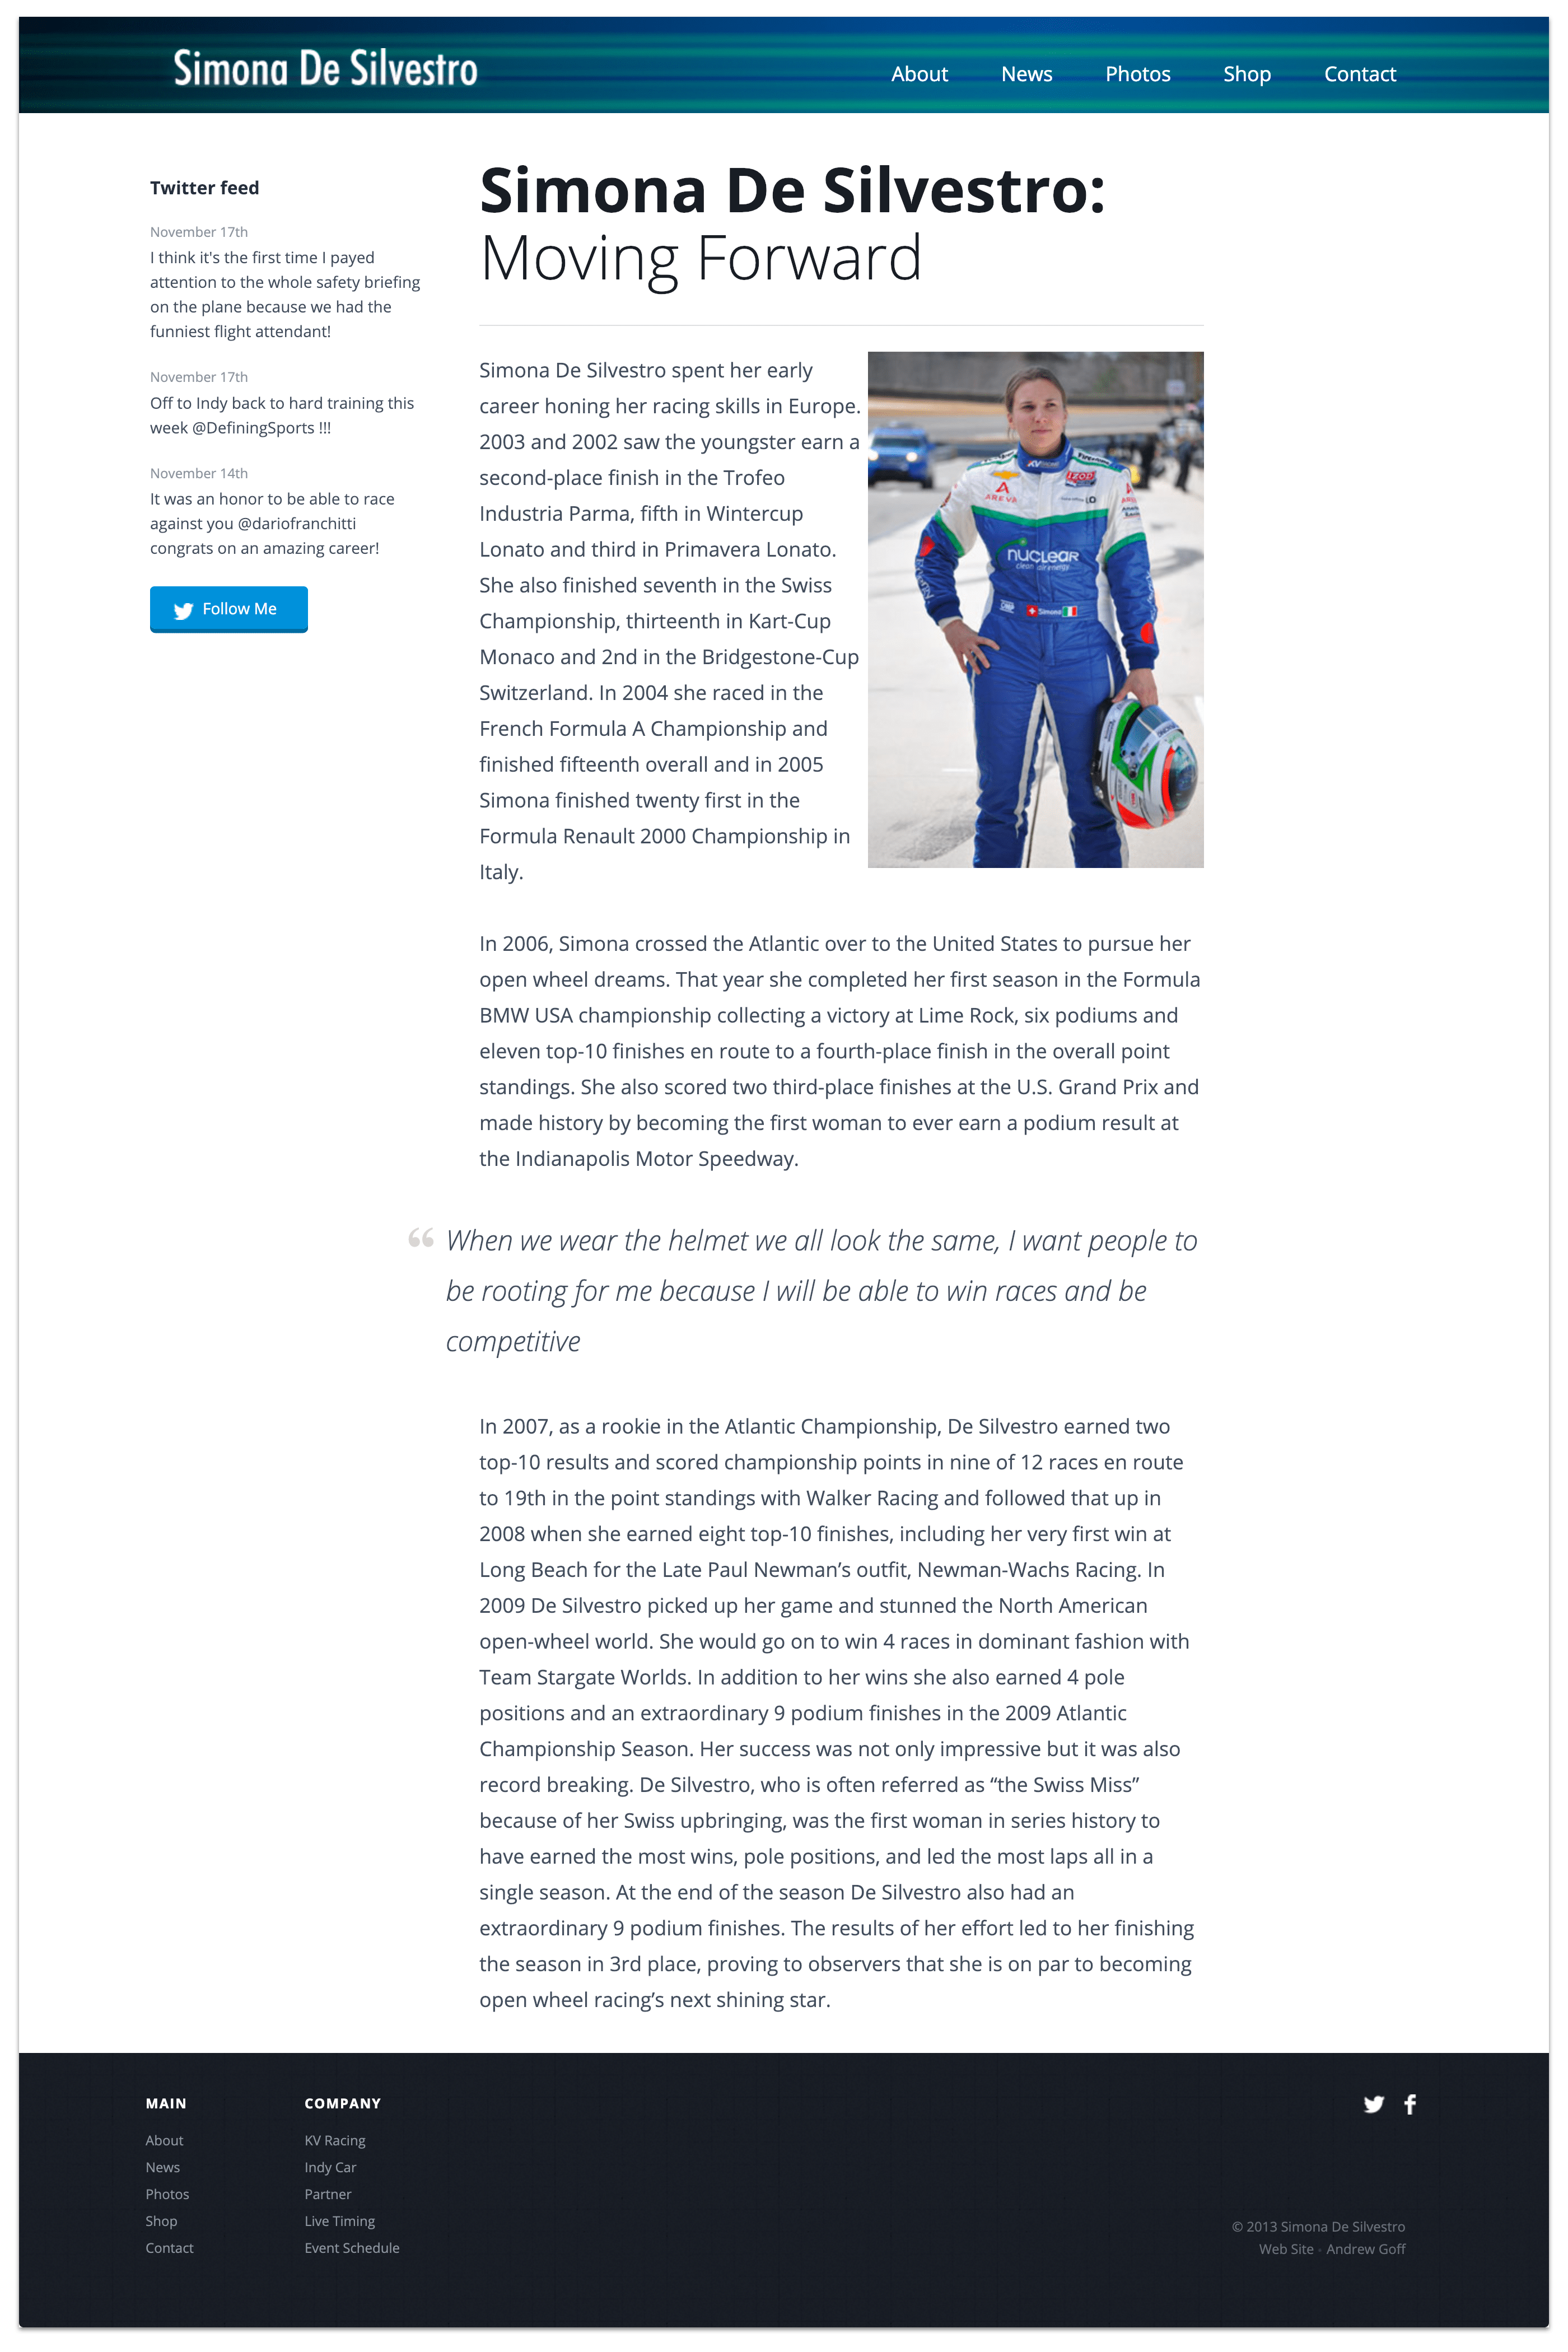 Simona De Silvestro
About News Photos Shop Contact
Twitter feed
November 17th
I think it's the first time I payed
attention to the whole safety briefing
on the plane because we had the
funniest flight attendant!
November 17th
Off to Indy back to hard training this
week @DefiningSports !!!
November 14th
It was an honor to be able to race
against you @dariofranchitti
congrats on an amazing career!
Follow Me
Simona De Silvestro:
Moving Forward
Simona De Silvestro spent her early
career honing her racing skills in Europe.
2003 and 2002 saw the youngster earn a
second-place finish in the Trofeo
Industria Parma, fifth in Wintercup
Lonato and third in Primavera Lonato.
She also finished seventh in the Swiss
Championship, thirteenth in Kart-Cup
Monaco and 2nd in the Bridgestone-Cup
Switzerland. In 2004 she raced in the
French Formula A Championship and
finished fifteenth overall and in 2005
Simona finished twenty first in the
Formula Renault 2000 Championship in
Italy.
KV
IZOD
AREVA
nuclear
clean air energy
Simona
In 2006, Simona crossed the Atlantic over to the United States to pursue her
open wheel dreams. That year she completed her first season in the Formula
BMW USA championship collecting a victory at Lime Rock, six podiums and
eleven top-10 finishes en route to a fourth-place finish in the overall point
standings. She also scored two third-place finishes at the U.S. Grand Prix and
made history by becoming the first woman to ever earn a podium result at
the Indianapolis Motor Speedway.
“ When we wear the helmet we all look the same, I want people to
be rooting for me because I will be able to win races and be
competitive
In 2007, as a rookie in the Atlantic Championship, De Silvestro earned two
top-10 results and scored championship points in nine of 12 races en route
to 19th in the point standings with Walker Racing and followed that up in
2008 when she earned eight top-10 finishes, including her very first win at
Long Beach for the Late Paul Newman’s outfit, Newman-Wachs Racing. In
2009 De Silvestro picked up her game and stunned the North American
open-wheel world. She would go on to win 4 races in dominant fashion with
Team Stargate Worlds. In addition to her wins she also earned 4 pole
positions and an extraordinary 9 podium finishes in the 2009 Atlantic
Championship Season. Her success was not only impressive but it was also
record breaking. De Silvestro, who is often referred as “the Swiss Miss”
because of her Swiss upbringing, was the first woman in series history to
have earned the most wins, pole positions, and led the most laps all in a
single season. At the end of the season De Silvestro also had an
extraordinary 9 podium finishes. The results of her effort led to her finishing
the season in 3rd place, proving to observers that she is on par to becoming
open wheel racing’s next shining star.
MAIN
About
News
Photos
Shop
Contact
COMPANY
KV Racing
Indy Car
Partner
Live Timing
Event Schedule
© 2013 Simona De Silvestro
Web Site · Andrew Goff